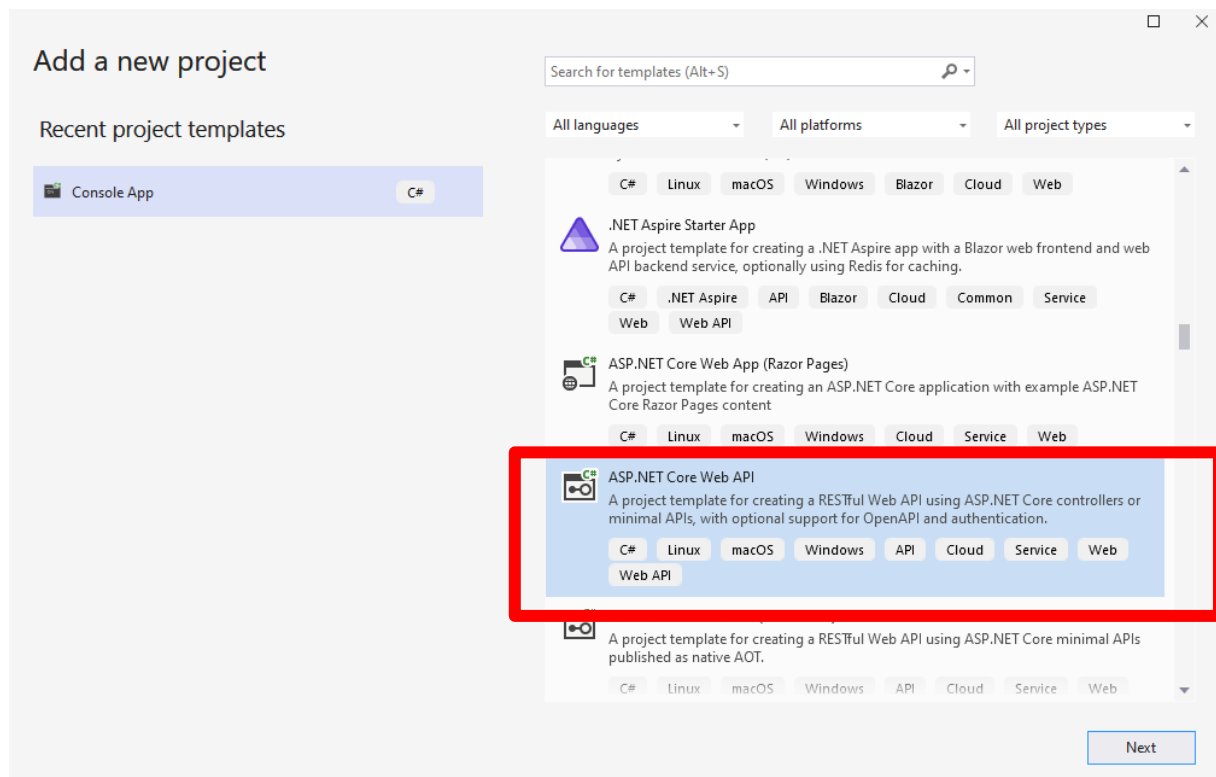 Add a new project
Search for templates (Alt+S)
Recent project templates
All languages
All platforms
All project types
Console App
C#
C# Linux macOS Windows Blazor Cloud Web
.NET Aspire Starter App
A project template for creating a .NET Aspire app with a Blazor web frontend and web
API backend service, optionally using Redis for caching.
C# .NET Aspire API Blazor Cloud Common Service
Web Web API
C#
ASP.NET Core Web App (Razor Pages)
A project template for creating an ASP.NET Core application with example ASP.NET
Core Razor Pages content
C# Linux macOS Windows Cloud Service Web
C#
ASP.NET Core Web API
A project template for creating a RESTful Web API using ASP.NET Core controllers or
minimal APIs, with optional support for OpenAPI and authentication.
C# Linux macOS Windows API Cloud Service Web
Web API
A project template for creating a RESTful Web API using ASP.NET Core minimal APIs
published as native AOT.
C# Linux macOS Windows API Cloud Service Web
Next